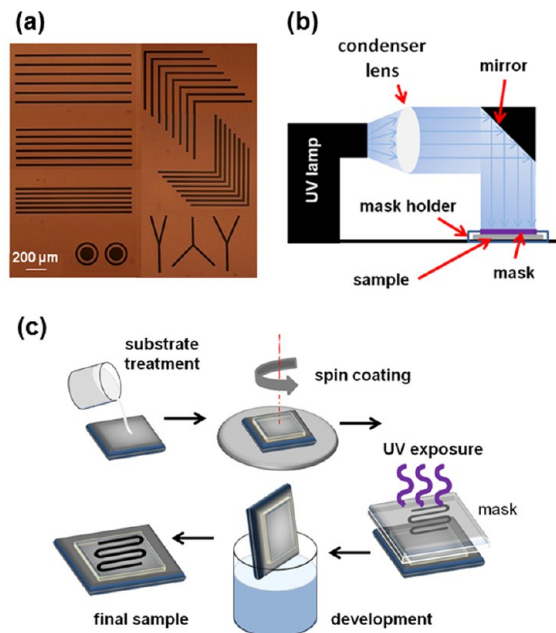 (a)
200 µm
(b)
condenser
lens
mirror
UV lamp
mask holder
sample
mask
(c)
substrate
treatment
spin coating
UV exposure
mask
final sample
development